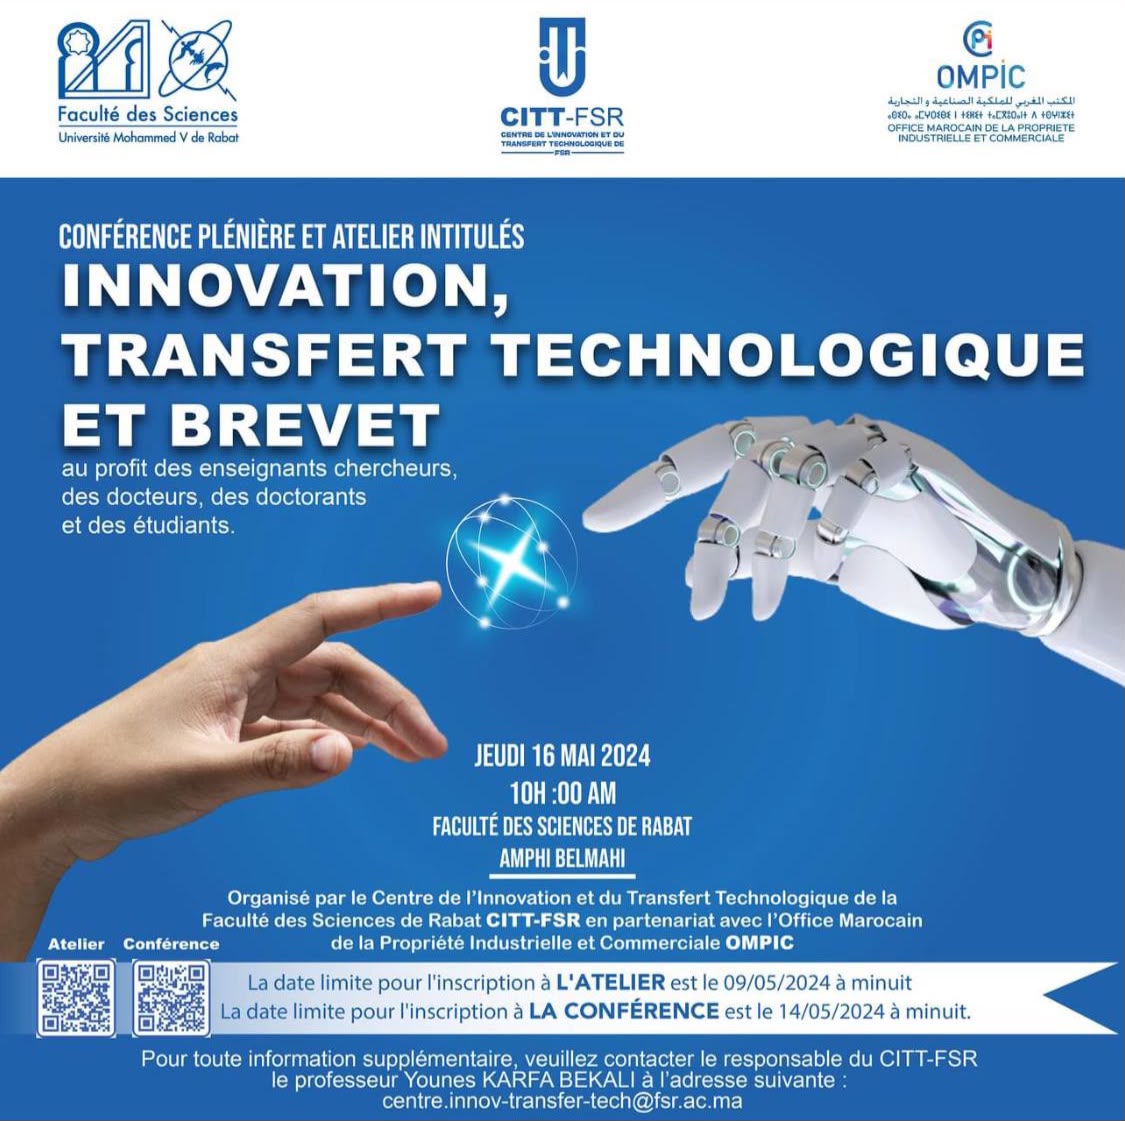 Faculté des Sciences
Université Mohammed V de Rabat
CITT-FSR
CENTRE DE L'INNOVATION ET DU
TRANSFERT TECHNOLOGIQUE DE
FSR
OMPIC
المكتب المغربي للملكية الصناعية و التجارية
OFFICE MAROCAIN DE LA PROPRIETE
INDUSTRIELLE ET COMMERCIALE
CONFÉRENCE PLÉNIÈRE ET ATELIER INTITULÉS
INNOVATION,
TRANSFERT TECHNOLOGIQUE
ET BREVET
au profit des enseignants chercheurs,
des docteurs, des doctorants
et des étudiants.
JEUDI 16 MAI 2024
10H :00 AM
FACULTÉ DES SCIENCES DE RABAT
AMPHI BELMAHI
Organisé par le Centre de l'Innovation et du Transfert Technologique de la
Faculté des Sciences de Rabat CITT-FSR en partenariat avec l'Office Marocain
de la Propriété Industrielle et Commerciale OMPIC
Atelier Conférence
La date limite pour l'inscription à L'ATELIER est le 09/05/2024 à minuit
La date limite pour l'inscription à LA CONFÉRENCE est le 14/05/2024 à minuit.
Pour toute information supplémentaire, veuillez contacter le responsable du CITT-FSR
le professeur Younes KARFA BEKALI à l'adresse suivante :
centre.innov-transfer-tech@fsr.ac.ma